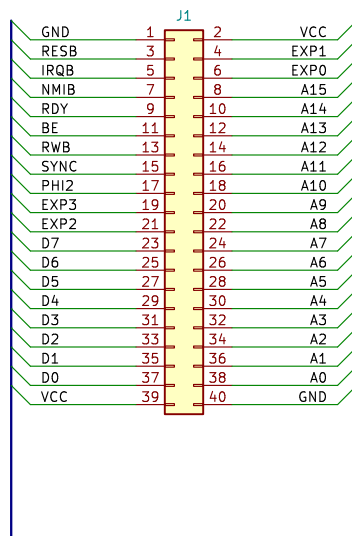 J1
GND 1 2 VCC
RESB 3 4 EXP1
IRQB 5 6 EXP0
NMIB 7 8 A15
RDY 9 10 A14
BE 11 12 A13
RWB 13 14 A12
SYNC 15 16 A11
PHI2 17 18 A10
EXP3 19 20 A9
EXP2 21 22 A8
D7 23 24 A7
D6 25 26 A6
D5 27 28 A5
D4 29 30 A4
D3 31 32 A3
D2 33 34 A2
D1 35 36 A1
D0 37 38 A0
VCC 39 40 GND